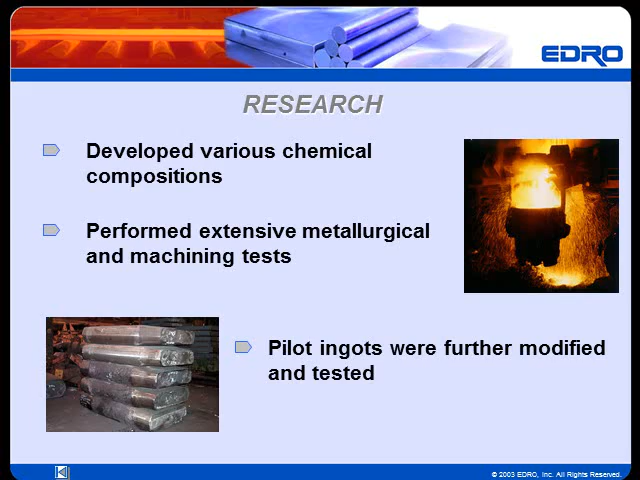 EDRO
RESEARCH
Developed various chemical
compositions
Performed extensive metallurgical
and machining tests
Pilot ingots were further modified
and tested
© 2003 EDRO, Inc. All Rights Reserved.